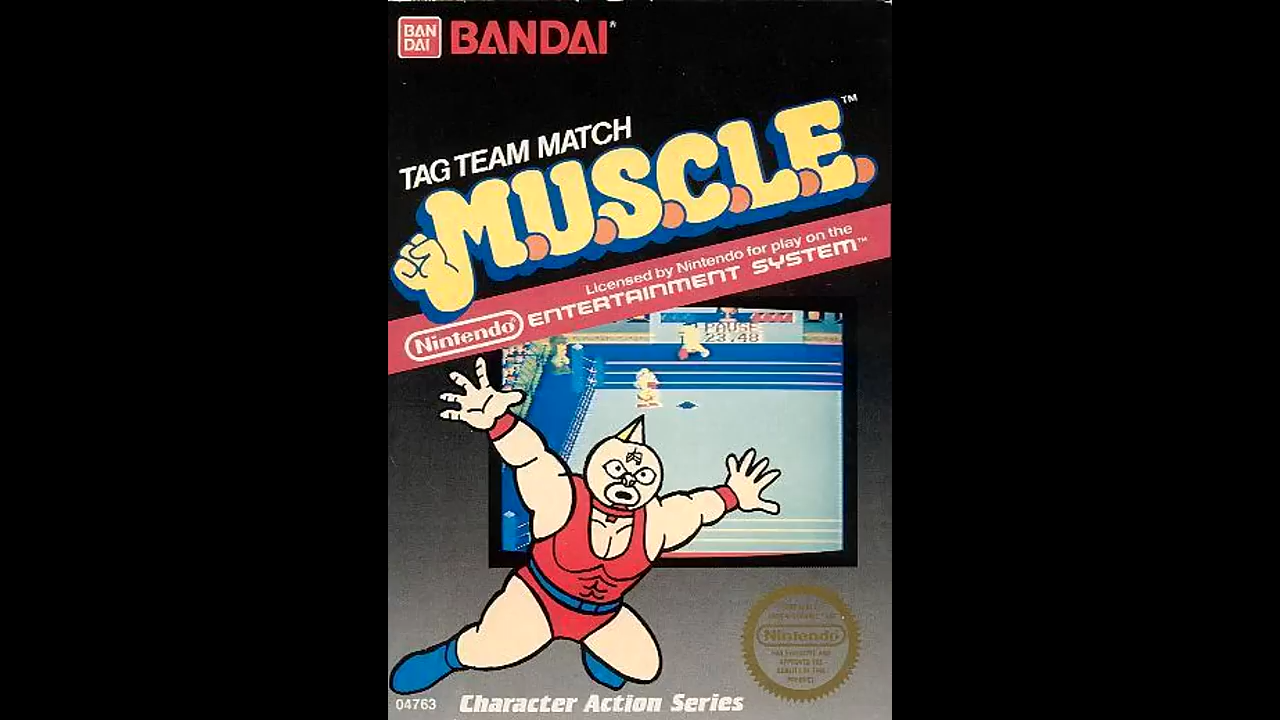 BAN
DAI
BANDAI®
TAG TEAM MATCH
M.U.S.C.L.E.™
Licensed by Nintendo for play on the
Nintendo® ENTERTAINMENT SYSTEM™
PAUSE
23.48
Nintendo
04763
Character Action Series